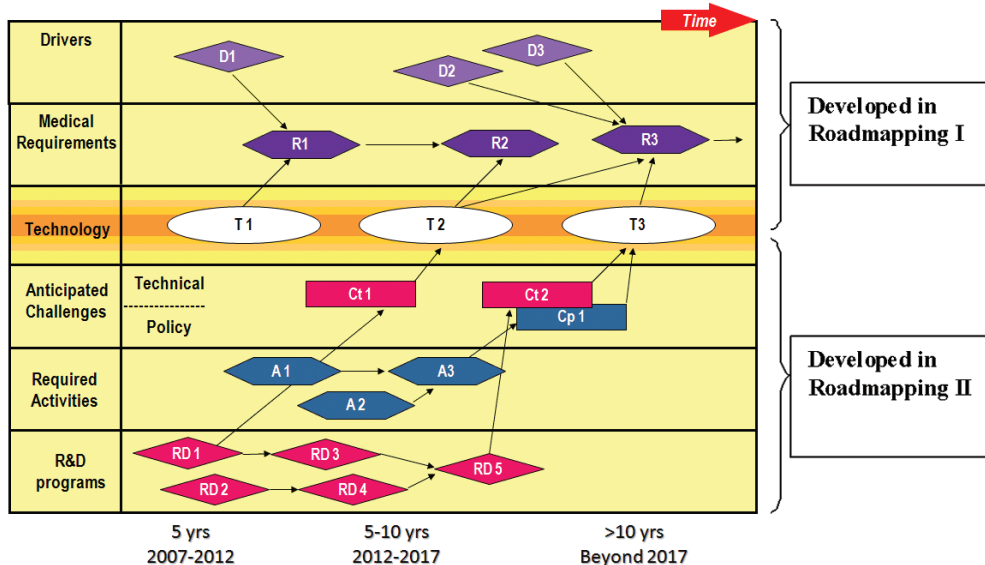 Time
Drivers
D1
D2
D3
Developed in
Roadmapping I
Medical
Requirements
R1
R2
R3
Technology
T 1
T 2
T3
Anticipated
Challenges
Technical
Policy
Ct 1
Ct 2
Cp 1
Developed in
Roadmapping II
Required
Activities
A 1
A 2
A3
R&D
programs
RD 1
RD 2
RD 3
RD 4
RD 5
5 yrs
2007-2012
5-10 yrs
2012-2017
>10 yrs
Beyond 2017